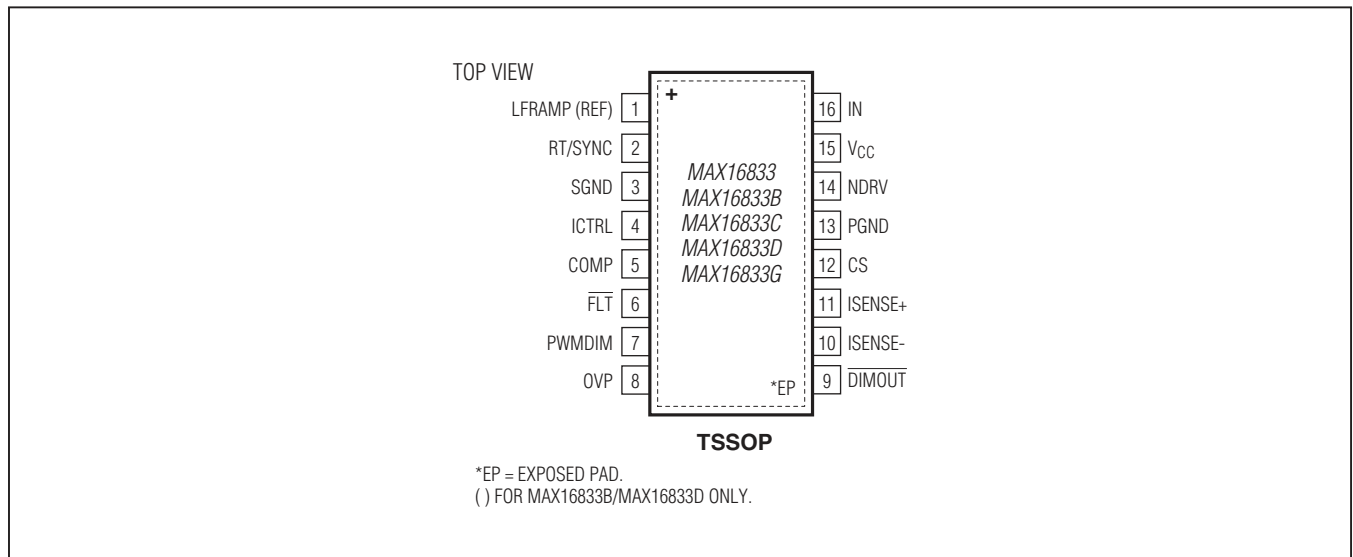 TOP VIEW
LFRAMP (REF) 1
RT/SYNC 2
SGND 3
ICTRL 4
COMP 5
F̅L̅T̅ 6
PWMDIM 7
OVP 8
+
MAX16833
MAX16833B
MAX16833C
MAX16833D
MAX16833G
*EP
16 IN
15 VCC
14 NDRV
13 PGND
12 CS
11 ISENSE+
10 ISENSE-
9 D̅I̅M̅O̅U̅T̅
TSSOP
*EP = EXPOSED PAD.
( ) FOR MAX16833B/MAX16833D ONLY.